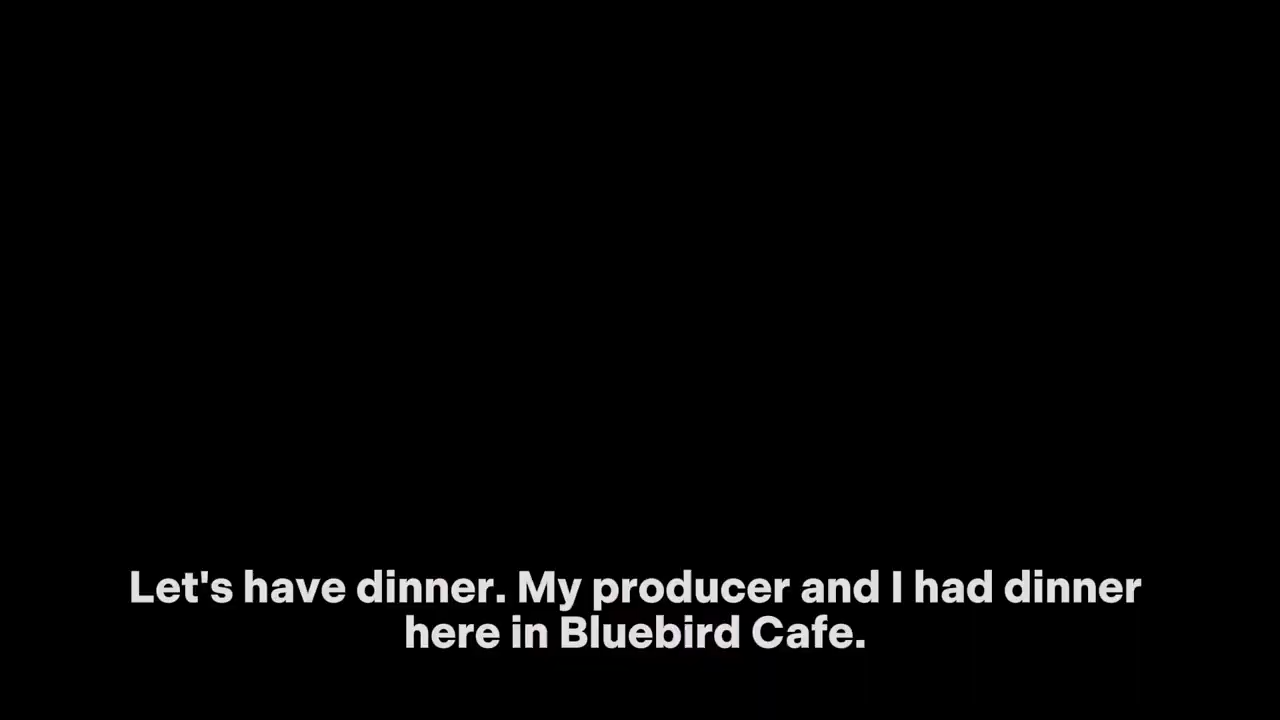 Let's have dinner. My producer and I had dinner
here in Bluebird Cafe.